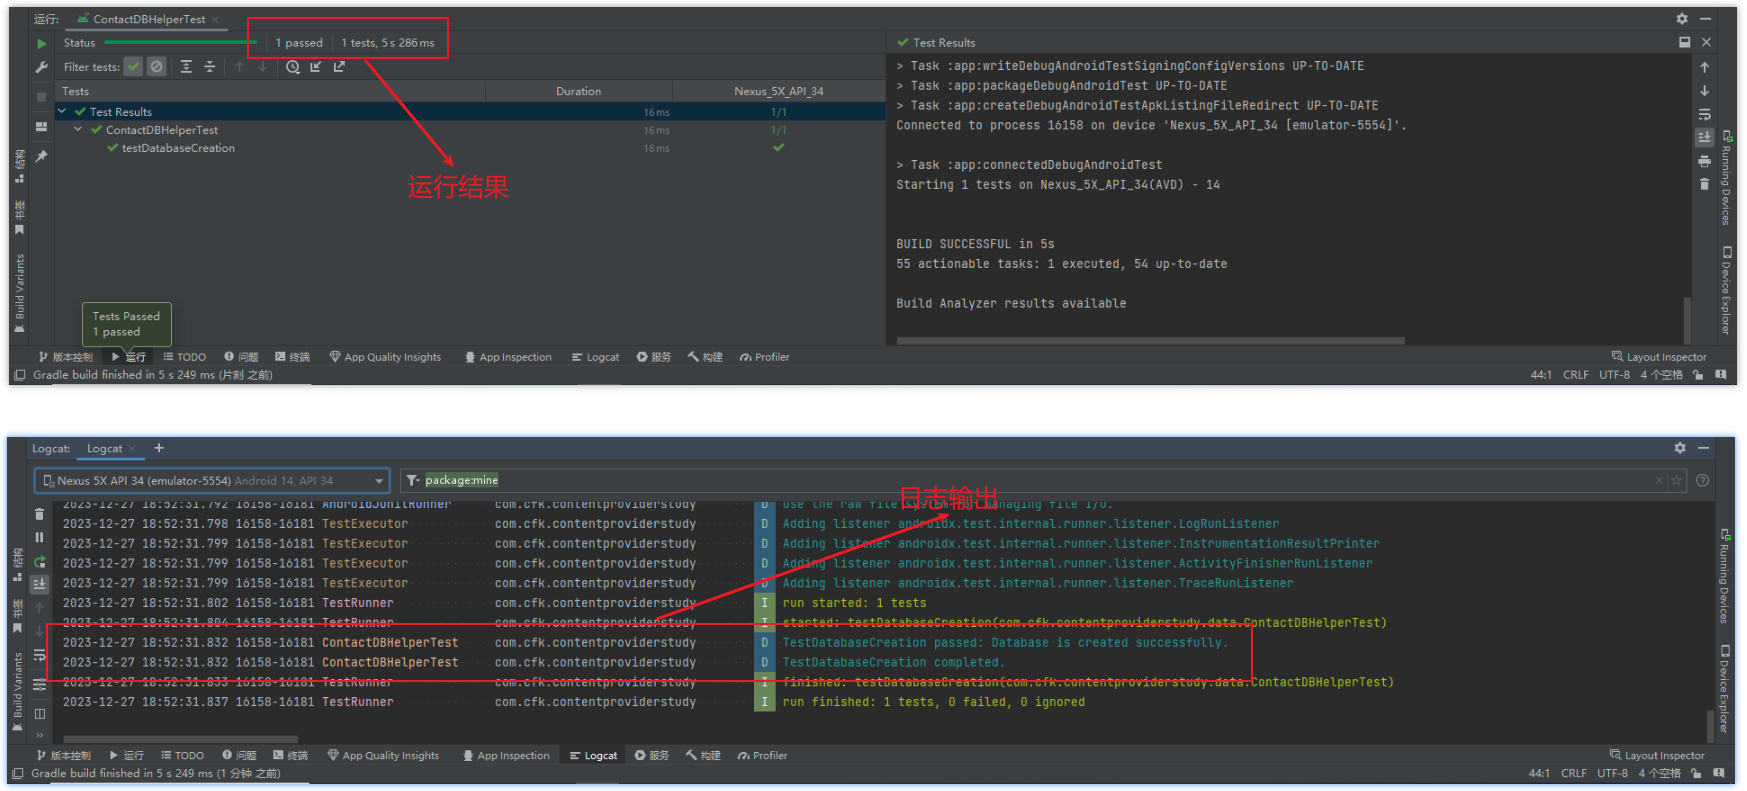 运行: ContactDBHelperTest
Status 1 passed 1 tests, 5 s 286 ms
Test Results
Filter tests:
Tests Duration Nexus_5X_API_34
Test Results 16 ms 1/1
ContactDBHelperTest 16 ms 1/1
testDatabaseCreation 16 ms
运行结果
> Task :app:writeDebugAndroidTestSigningConfigVersions UP-TO-DATE
> Task :app:packageDebugAndroidTest UP-TO-DATE
> Task :app:createDebugAndroidTestApkListingFileRedirect UP-TO-DATE
Connected to process 16158 on device 'Nexus_5X_API_34 [emulator-5554]'.
> Task :app:connectedDebugAndroidTest
Starting 1 tests on Nexus_5X_API_34(AVD) - 14
BUILD SUCCESSFUL in 5s
55 actionable tasks: 1 executed, 54 up-to-date
Build Analyzer results available
结构
书签
Build Variants
Running Devices
Device Explorer
Tests Passed
1 passed
版本控制 运行 TODO 问题 终端 App Quality Insights App Inspection Logcat 服务 构建 Profiler Layout Inspector
Gradle build finished in 5 s 249 ms (片刻 之前) 44:1 CRLF UTF-8 4 个空格
Logcat: Logcat +
Nexus 5X API 34 (emulator-5554) Android 14, API 34 package:mine
日志输出
2023-12-27 18:52:31.792 16158-16181 AndroidJUnitRunner com.cfk.contentproviderstudy D Use the raw file system for managing file I/O.
2023-12-27 18:52:31.798 16158-16181 TestExecutor com.cfk.contentproviderstudy D Adding listener androidx.test.internal.runner.listener.LogRunListener
2023-12-27 18:52:31.799 16158-16181 TestExecutor com.cfk.contentproviderstudy D Adding listener androidx.test.internal.runner.listener.InstrumentationResultPrinter
2023-12-27 18:52:31.799 16158-16181 TestExecutor com.cfk.contentproviderstudy D Adding listener androidx.test.internal.runner.listener.ActivityFinisherRunListener
2023-12-27 18:52:31.799 16158-16181 TestExecutor com.cfk.contentproviderstudy D Adding listener androidx.test.internal.runner.listener.TraceRunListener
2023-12-27 18:52:31.802 16158-16181 TestRunner com.cfk.contentproviderstudy I run started: 1 tests
2023-12-27 18:52:31.804 16158-16181 TestRunner com.cfk.contentproviderstudy I started: testDatabaseCreation(com.cfk.contentproviderstudy.data.ContactDBHelperTest)
2023-12-27 18:52:31.832 16158-16181 ContactDBHelperTest com.cfk.contentproviderstudy D TestDatabaseCreation passed: Database is created successfully.
2023-12-27 18:52:31.832 16158-16181 ContactDBHelperTest com.cfk.contentproviderstudy D TestDatabaseCreation completed.
2023-12-27 18:52:31.833 16158-16181 TestRunner com.cfk.contentproviderstudy I finished: testDatabaseCreation(com.cfk.contentproviderstudy.data.ContactDBHelperTest)
2023-12-27 18:52:31.837 16158-16181 TestRunner com.cfk.contentproviderstudy I run finished: 1 tests, 0 failed, 0 ignored
结构
书签
Build Variants
Running Devices
Device Explorer
版本控制 运行 TODO 问题 终端 App Quality Insights App Inspection Logcat 服务 构建 Profiler Layout Inspector
Gradle build finished in 5 s 249 ms (1 分钟 之前) 44:1 CRLF UTF-8 4 个空格